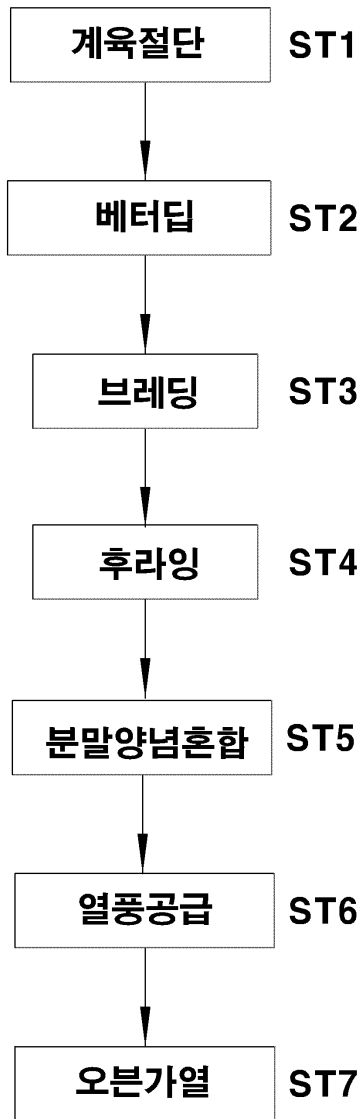 계육절단 ST1
베터딥 ST2
브레딩 ST3
후라잉 ST4
분말양념혼합 ST5
열풍공급 ST6
오븐가열 ST7